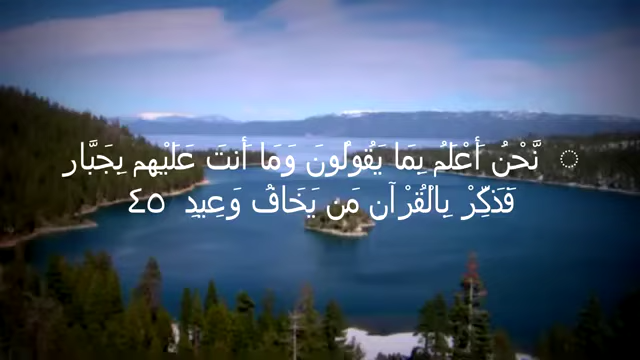 نَّحْنُ أَعْلَمُ بِمَا يَقُولُونَ وَمَا أَنتَ عَلَيْهِم بِجَبَّار
فَذَكِّرْ بِالْقُرْآنِ مَن يَخَافُ وَعِيدِ ٤٥